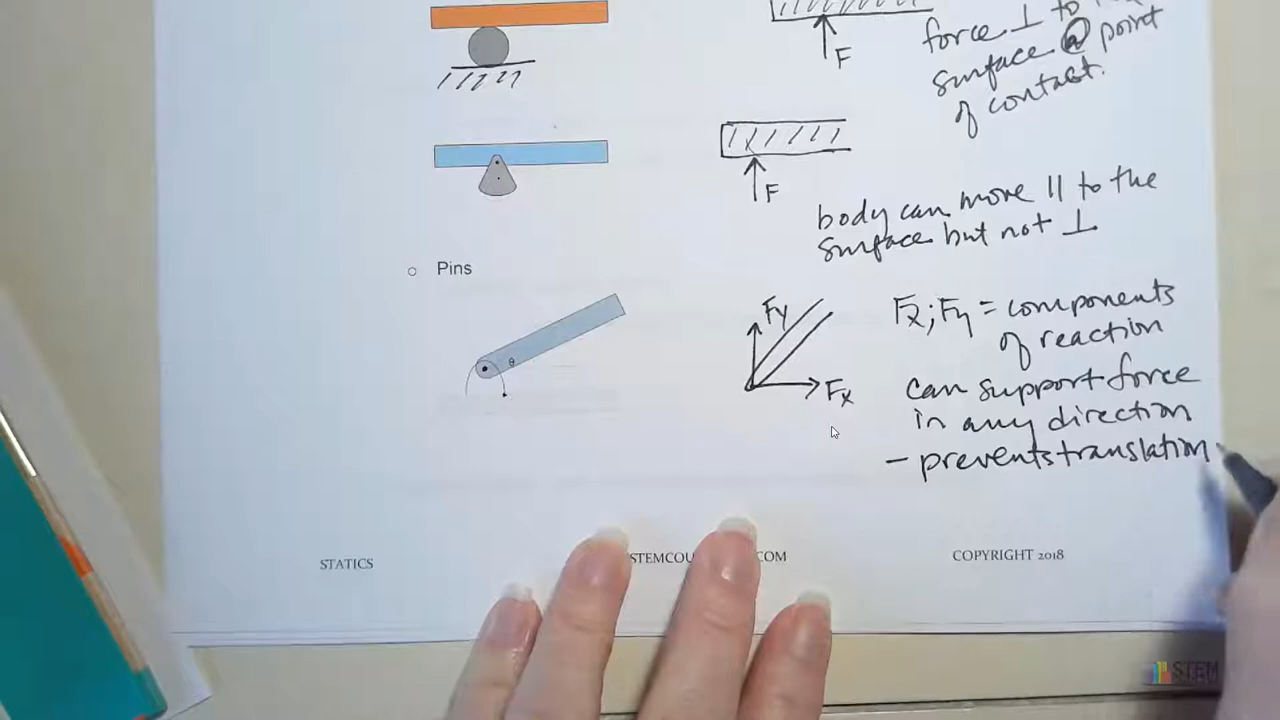 force ⊥ to
surface @ point
of contact.
F
F
body can move || to the
surface but not ⊥
Pins
θ
Fy
Fx
Fx; Fy = components
of reaction
can support force
in any direction
- prevents translation
STATICS
COPYRIGHT 2018
STEM